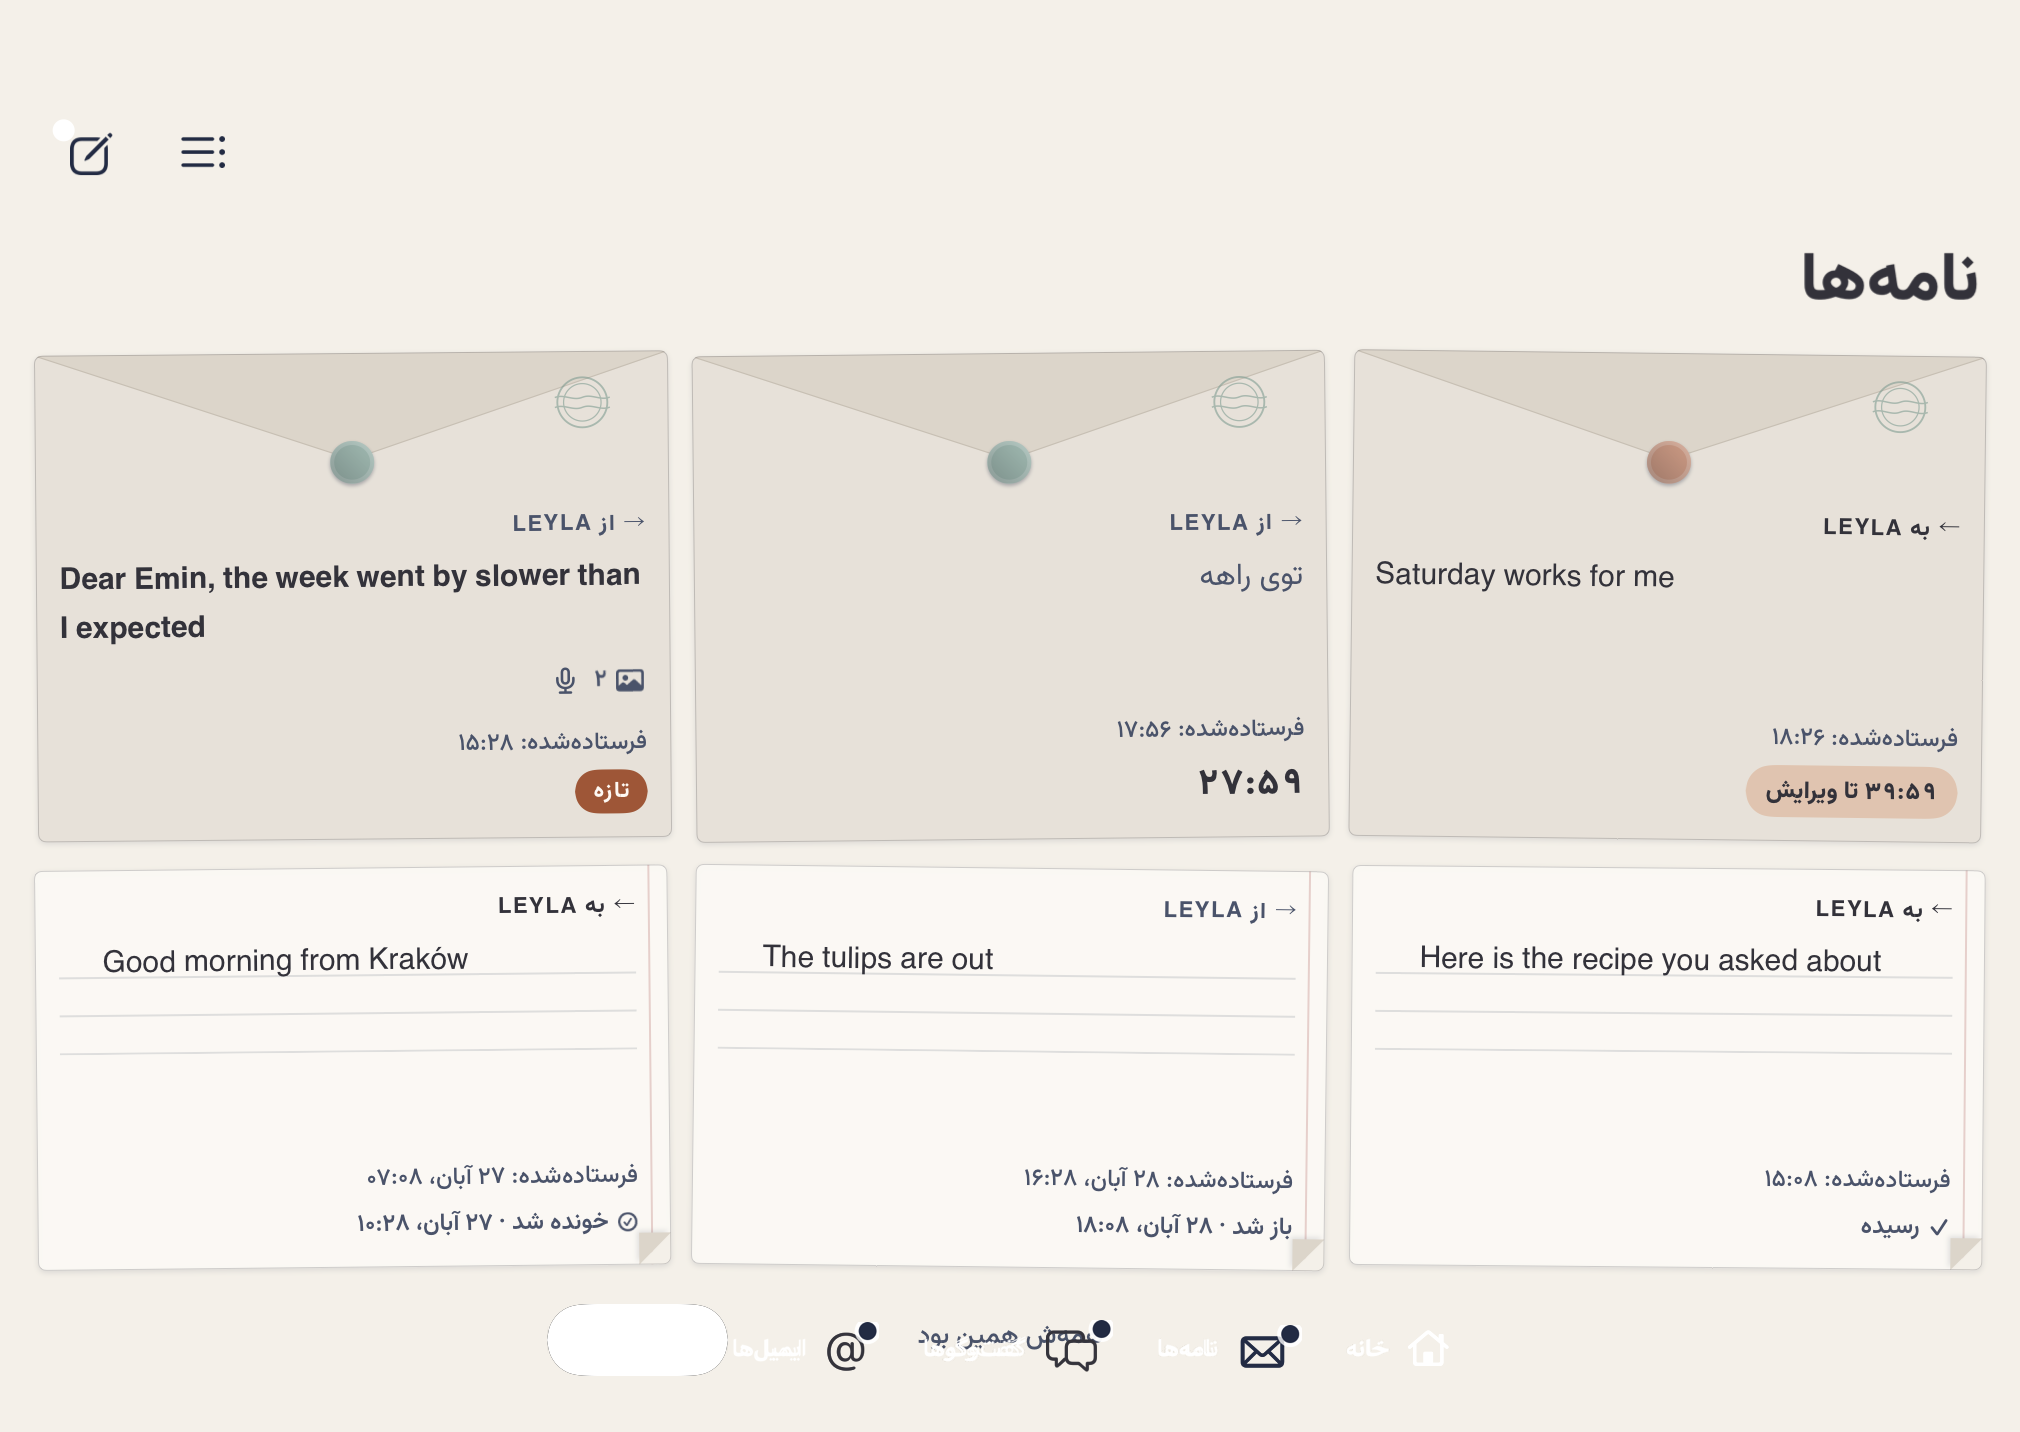 نامه‌ها
← به LEYLA
Saturday works for me
فرستاده‌شده: ۱۸:۲۶
۳۹:۵۹ تا ویرایش
→ از LEYLA
توی راهه
فرستاده‌شده: ۱۷:۵۶
۲۷:۵۹
→ از LEYLA
Dear Emin, the week went by slower than
I expected
۲
فرستاده‌شده: ۱۵:۲۸
تازه
← به LEYLA
Here is the recipe you asked about
فرستاده‌شده: ۱۵:۰۸
رسیده
→ از LEYLA
The tulips are out
فرستاده‌شده: ۲۸ آبان، ۱۶:۲۸
باز شد · ۲۸ آبان، ۱۸:۰۸
← به LEYLA
Good morning from Kraków
فرستاده‌شده: ۲۷ آبان، ۰۷:۰۸
خونده شد · ۲۷ آبان، ۱۰:۲۸
همین بود
خانه
نامه‌ها
گفت‌وگوها
ایمیل‌ها